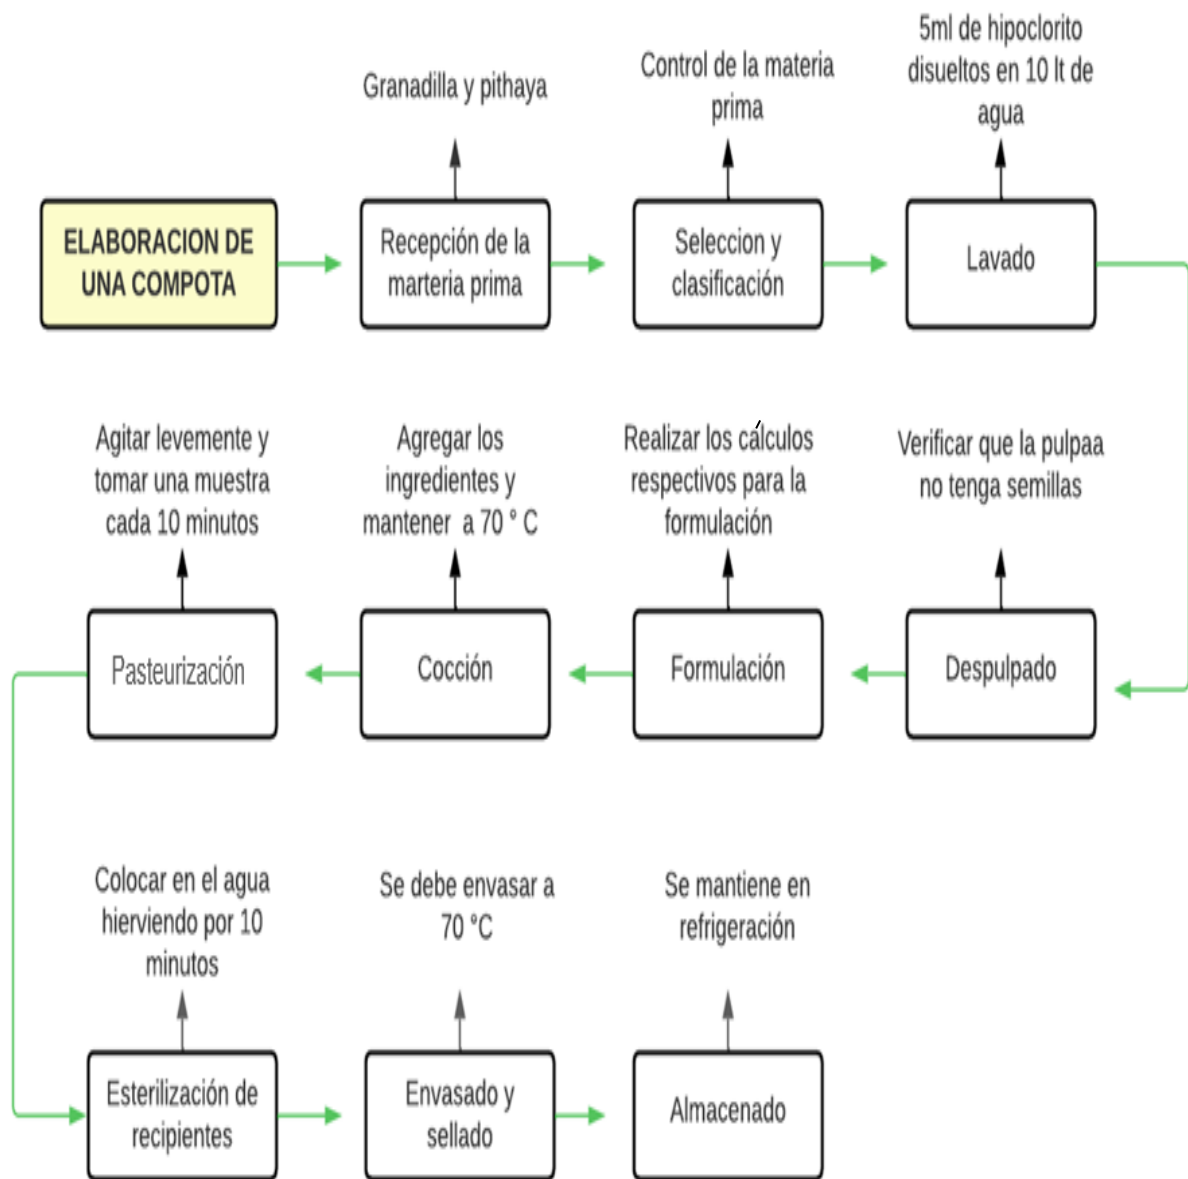 Granadilla y pithaya
Control de la materia
prima
5ml de hipoclorito
disueltos en 10 lt de
agua
ELABORACION DE
UNA COMPOTA
Recepción de la
marteria prima
Seleccion y
clasificación
Lavado
Agitar levemente y
tomar una muestra
cada 10 minutos
Agregar los
ingredientes y
mantener a 70 ° C
Realizar los cálculos
respectivos para la
formulación
Verificar que la pulpaa
no tenga semillas
Pasteurización
Cocción
Formulación
Despulpado
Colocar en el agua
hierviendo por 10
minutos
Se debe envasar a
70 °C
Se mantiene en
refrigeración
Esterilización de
recipientes
Envasado y
sellado
Almacenado